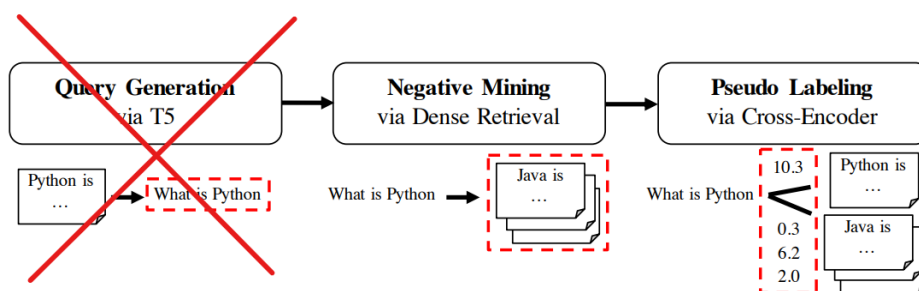 Query Generation
via T5
Negative Mining
via Dense Retrieval
Pseudo Labeling
via Cross-Encoder
Python is
...
What is Python
What is Python
Java is
...
What is Python
10.3
0.3
6.2
2.0
Python is
...
Java is
...